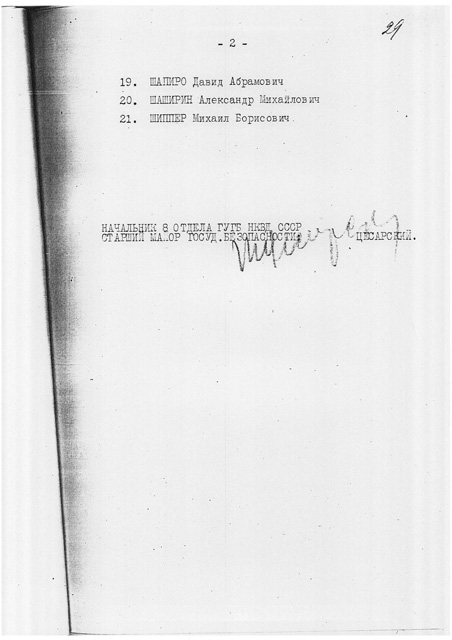 29
- 2 -
19. ШАПИРО Давид Абрамович
20. ШАШИРИН Александр Михайлович
21. ШИППЕР Михаил Борисович.
НАЧАЛЬНИК 8 ОТДЕЛА ГУГБ НКВД СССР
СТАРШИЙ МАЙОР ГОСУД.БЕЗОПАСНОСТИ ЦЕСАРСКИЙ.